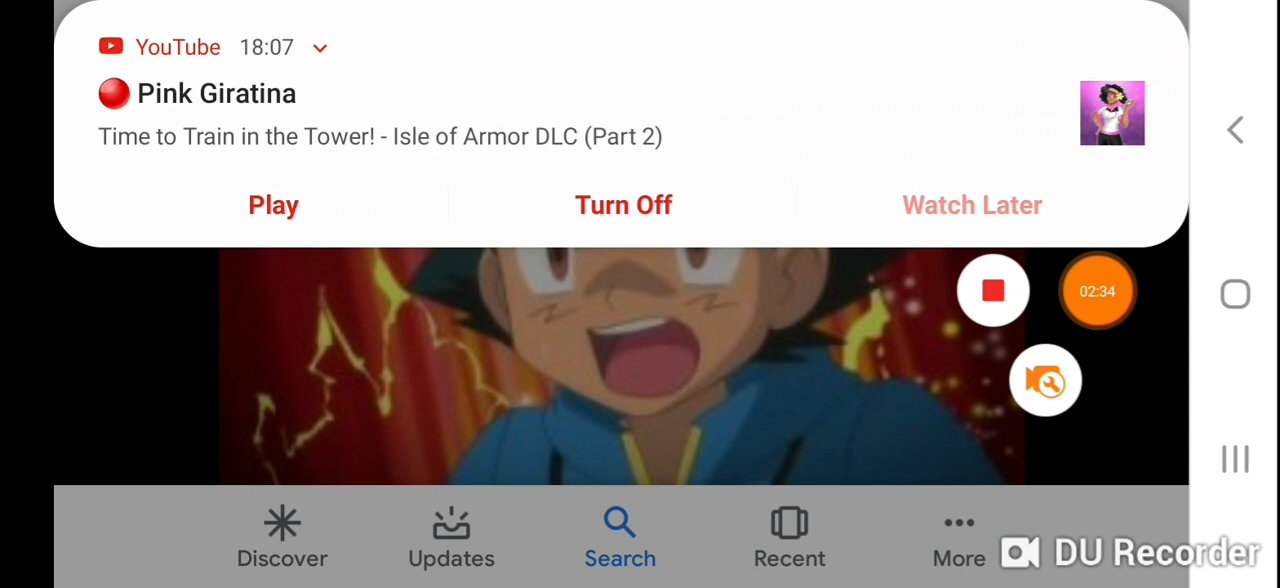 YouTube 18:07
Pink Giratina
Time to Train in the Tower! - Isle of Armor DLC (Part 2)
Play Turn Off Watch Later
02:34
Discover Updates Search Recent More
DU Recorder